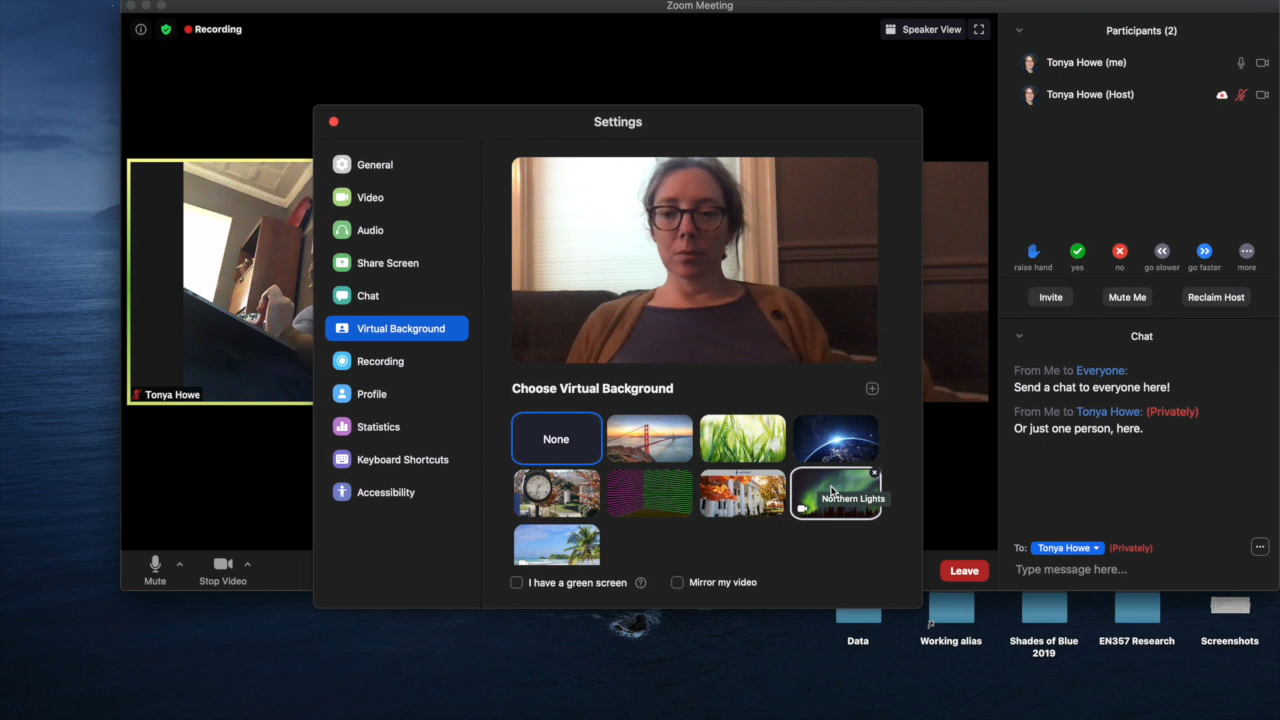 Zoom Meeting
Recording
Speaker View
Participants (2)
Tonya Howe (me)
Tonya Howe (Host)
raise hand
yes
no
go slower
go faster
more
Invite
Mute Me
Reclaim Host
Chat
From Me to Everyone:
Send a chat to everyone here!
From Me to Tonya Howe: (Privately)
Or just one person, here.
To: Tonya Howe (Privately)
Type message here...
Settings
General
Video
Audio
Share Screen
Chat
Virtual Background
Recording
Profile
Statistics
Keyboard Shortcuts
Accessibility
Choose Virtual Background
None
Northern Lights
I have a green screen
Mirror my video
Tonya Howe
Mute
Stop Video
Leave
Data
Working alias
Shades of Blue
2019
EN357 Research
Screenshots